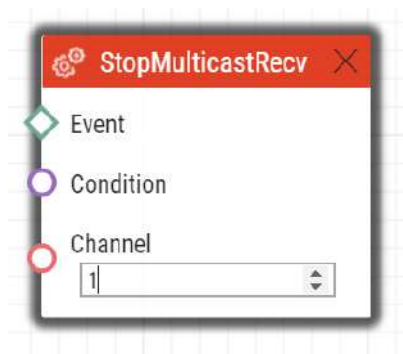 StopMulticastRecv
Event
Condition
Channel
1